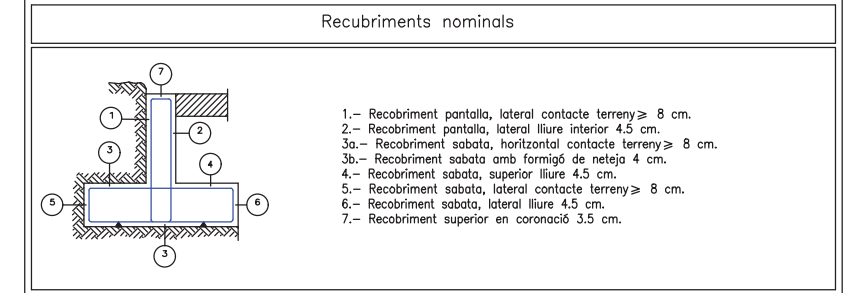 Recubriments nominals
7
1
2
3
4
5
6
3
1.- Recobriment pantalla, lateral contacte terreny≥ 8 cm.
2.- Recobriment pantalla, lateral lliure interior 4.5 cm.
3a.- Recobriment sabata, horitzontal contacte terreny≥ 8 cm.
3b.- Recobriment sabata amb formigó de neteja 4 cm.
4.- Recobriment sabata, superior lliure 4.5 cm.
5.- Recobriment sabata, lateral contacte terreny≥ 8 cm.
6.- Recobriment sabata, lateral lliure 4.5 cm.
7.- Recobriment superior en coronació 3.5 cm.